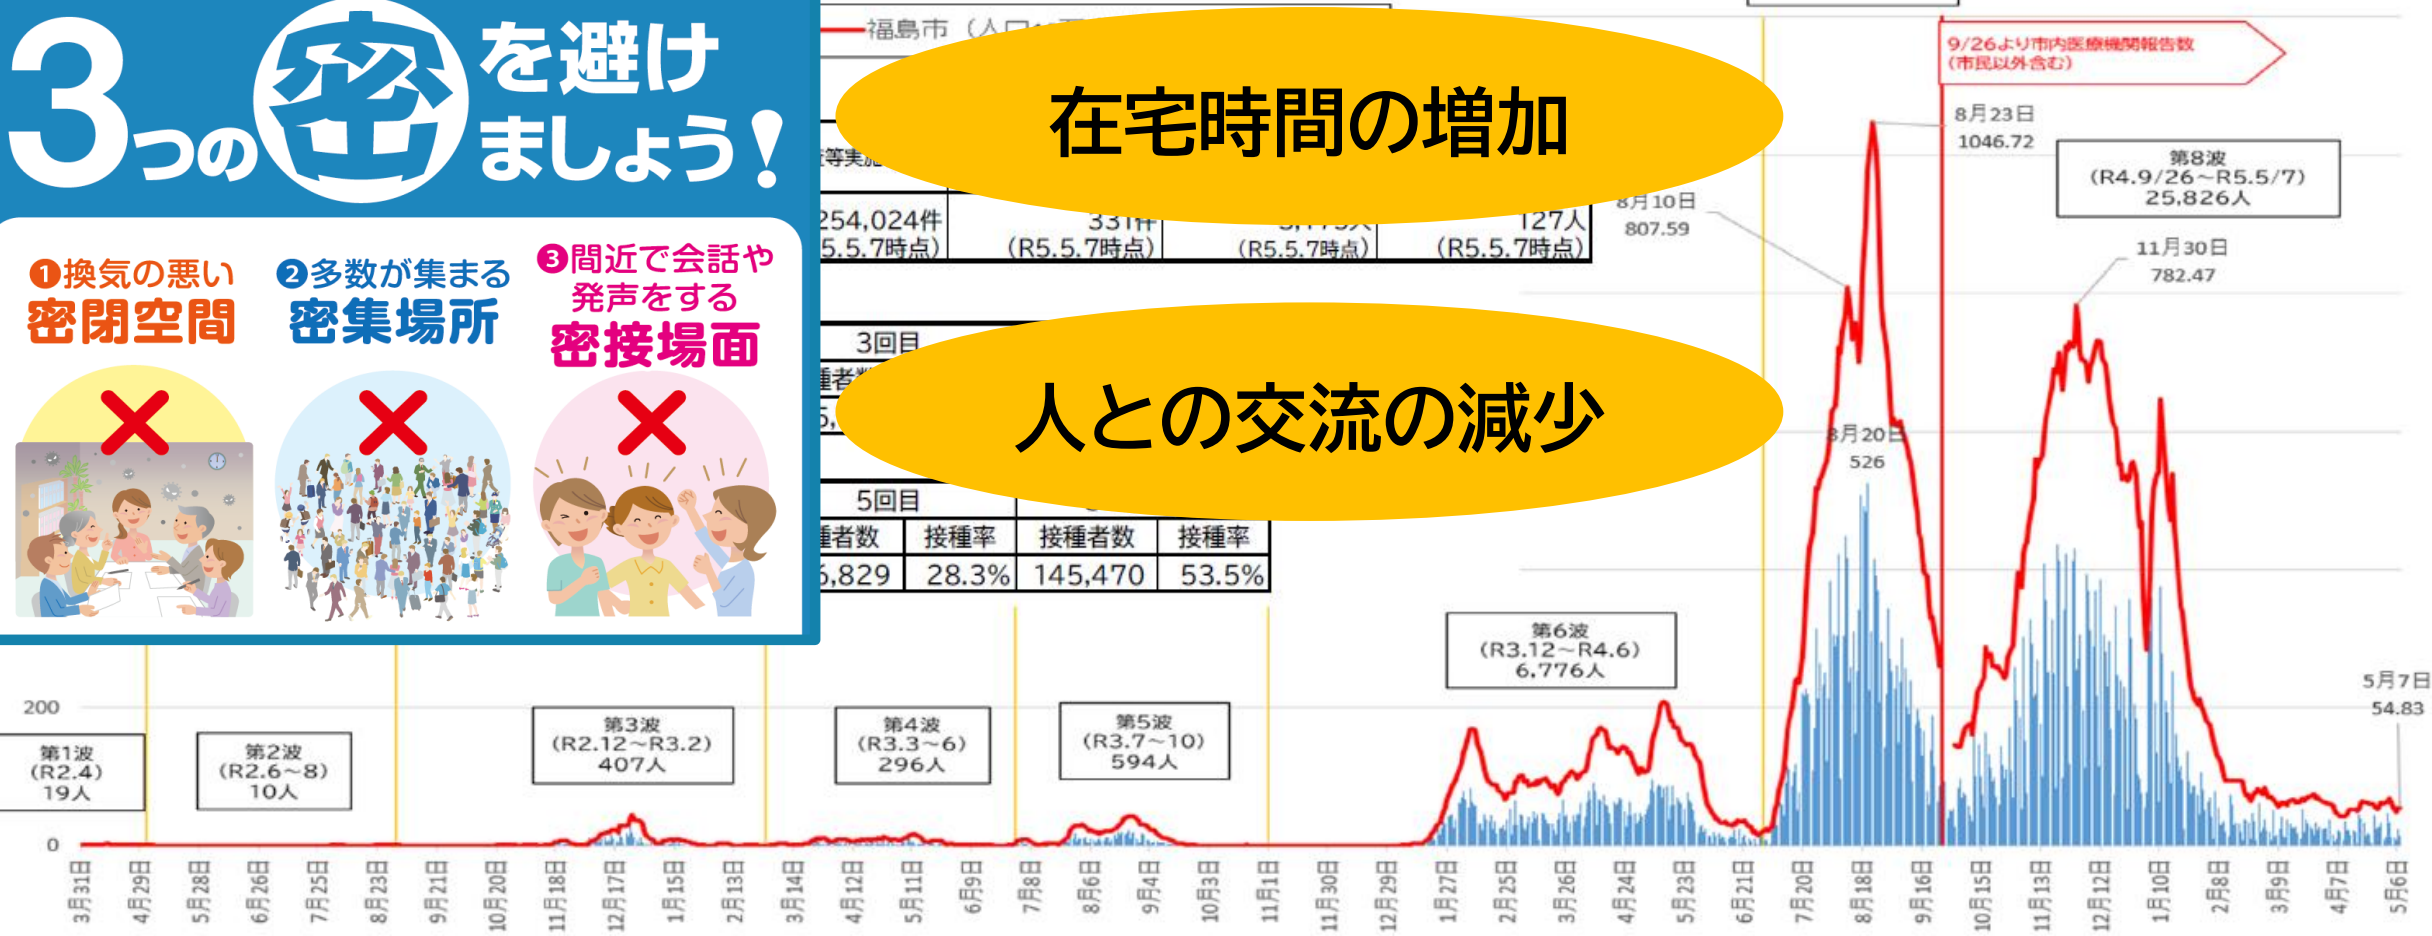 3つの密を避け
ましょう!
❶換気の悪い
密閉空間
❷多数が集まる
密集場所
❸間近で会話や
発声をする
密接場面
福島市(人口
在宅時間の増加
人との交流の減少
等実施
254,024件
5.5.7時点)
331件
(R5.5.7時点)
(R5.5.7時点)
127人
(R5.5.7時点)
3回目
種者数
5回目
種者数 接種率 接種者数 接種率
6,829 28.3% 145,470 53.5%
9/26より市内医療機関報告数
(市民以外含む)
8月23日
1046.72
第8波
(R4.9/26~R5.5/7)
25,826人
8月10日
807.59
11月30日
782.47
8月20日
526
第6波
(R3.12~R4.6)
6,776人
5月7日
54.83
200
第1波
(R2.4)
19人
第2波
(R2.6~8)
10人
第3波
(R2.12~R3.2)
407人
第4波
(R3.3~6)
296人
第5波
(R3.7~10)
594人
0
3月31日 4月29日 5月28日 6月26日 7月25日 8月23日 9月21日 10月20日 11月18日 12月17日 1月15日 2月13日 3月14日 4月12日 5月11日 6月9日 7月8日 8月6日 9月4日 10月3日 11月1日 11月30日 12月29日 1月27日 2月25日 3月26日 4月24日 5月23日 6月21日 7月20日 8月18日 9月16日 10月15日 11月13日 12月12日 1月10日 2月8日 3月9日 4月7日 5月6日